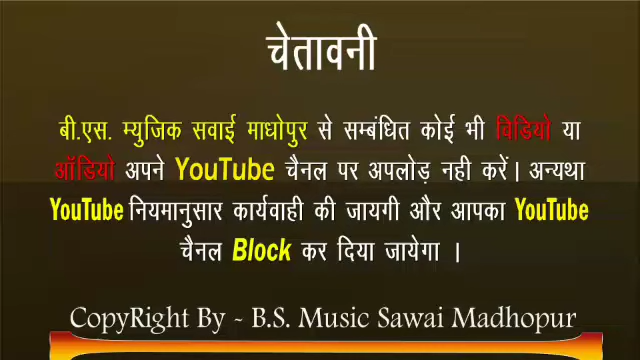 चेतावनी
बी.एस. म्युजिक सवाई माधोपुर से सम्बंधित कोई भी विडियो या
ऑडियो अपने YouTube चैनल पर अपलोड़ नही करें। अन्यथा
YouTube नियमानुसार कार्यवाही की जायगी और आपका YouTube
चैनल Block कर दिया जायेगा ।
CopyRight By - B.S. Music Sawai Madhopur